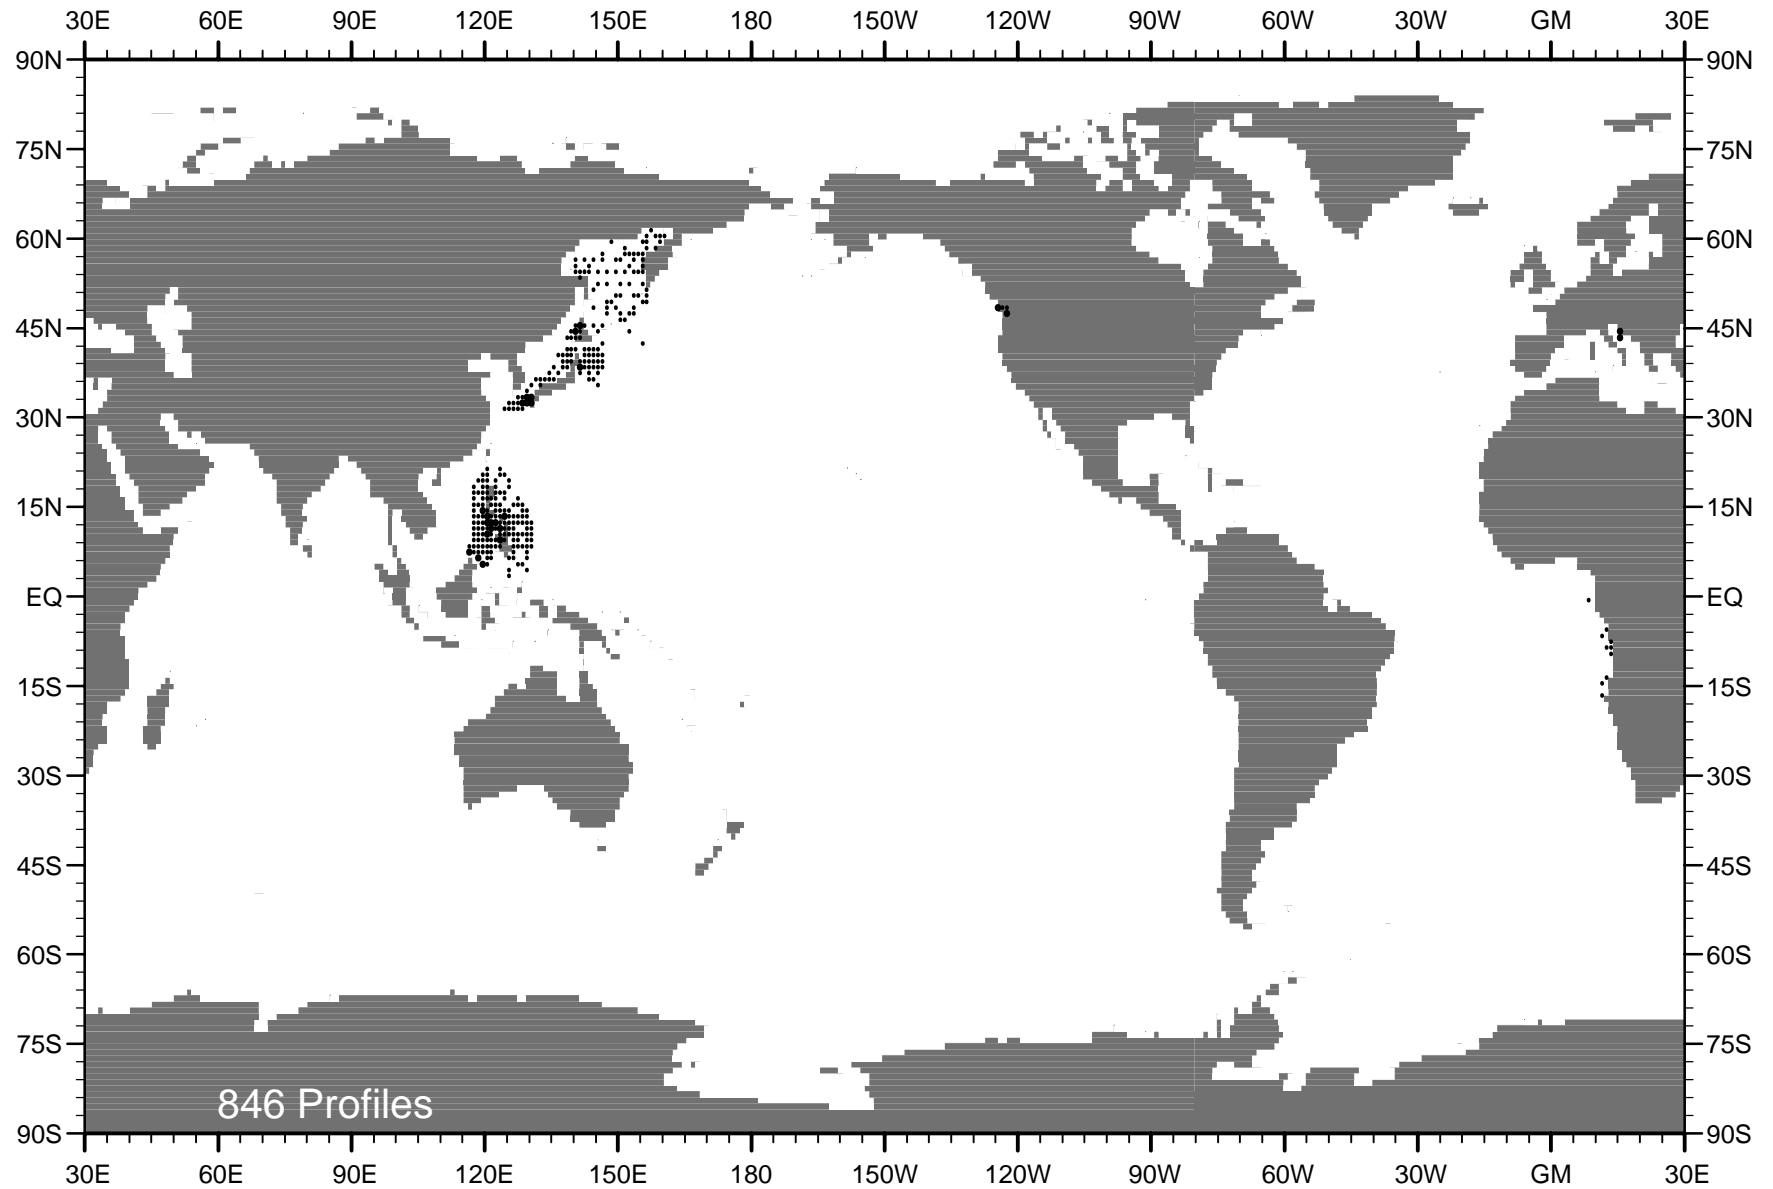 30E 60E 90E 120E 150E 180 150W 120W 90W 60W 30W GM 30E
90N 90N
75N 75N
60N 60N
45N 45N
30N 30N
15N 15N
EQ EQ
15S 15S
30S 30S
45S 45S
60S 60S
75S 75S
846 Profiles
90S 90S
30E 60E 90E 120E 150E 180 150W 120W 90W 60W 30W GM 30E